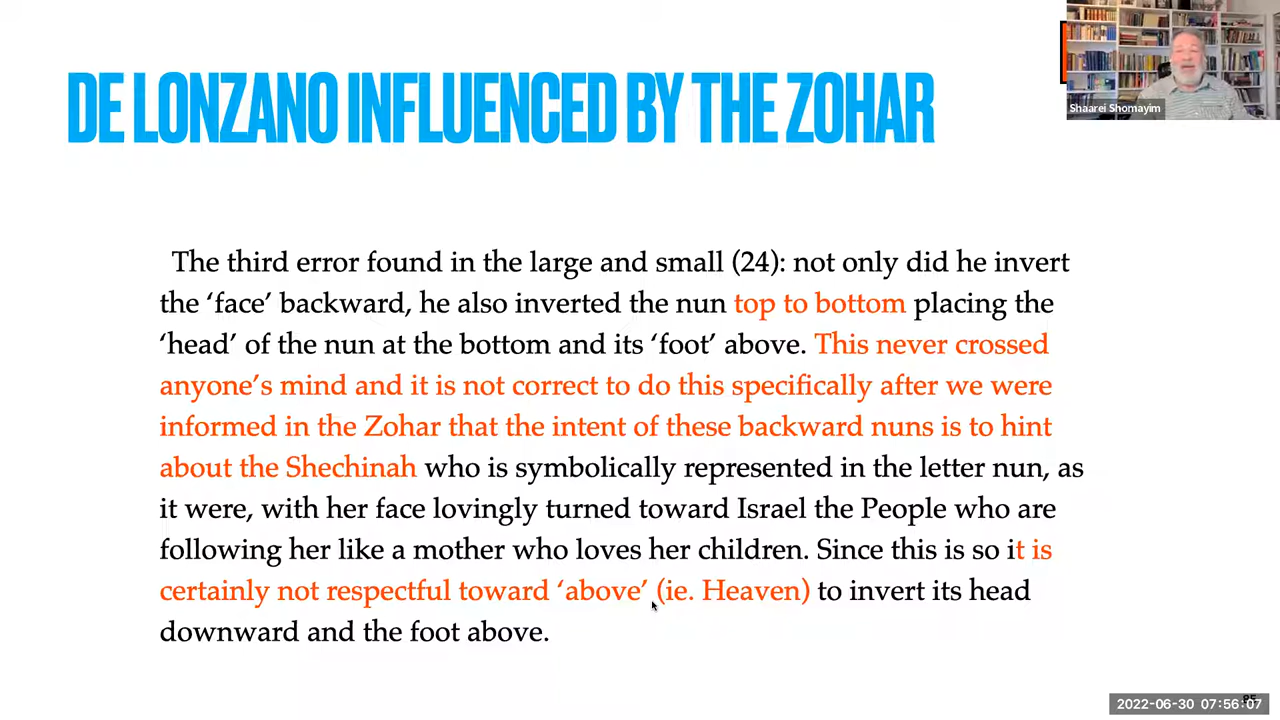 DE LONZANO INFLUENCED BY THE ZOHAR
Shaarei Shomayim
The third error found in the large and small (24): not only did he invert
the ‘face’ backward, he also inverted the nun top to bottom placing the
‘head’ of the nun at the bottom and its ‘foot’ above. This never crossed
anyone’s mind and it is not correct to do this specifically after we were
informed in the Zohar that the intent of these backward nuns is to hint
about the Shechinah who is symbolically represented in the letter nun, as
it were, with her face lovingly turned toward Israel the People who are
following her like a mother who loves her children. Since this is so it is
certainly not respectful toward ‘above’ (ie. Heaven) to invert its head
downward and the foot above.
2022-06-30 07:56:07